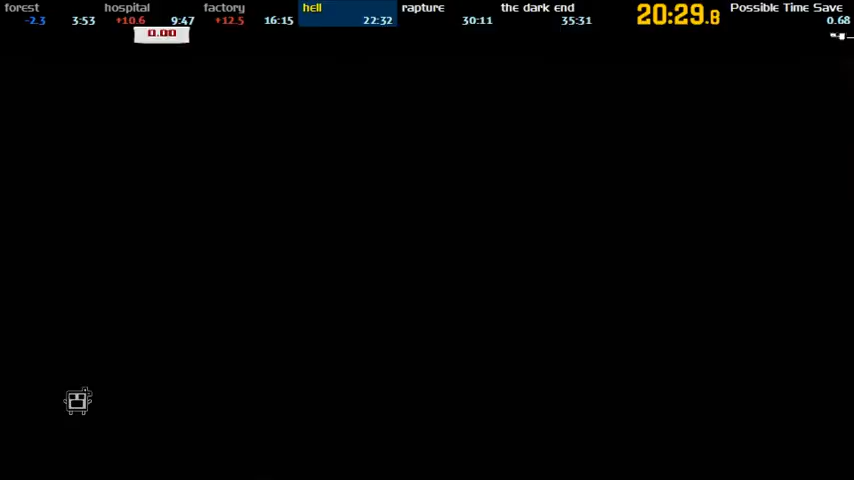 forest hospital factory hell rapture the dark end 20:29.8 Possible Time Save
-2.3 3:53 +10.6 9:47 +12.5 16:15 22:32 30:11 35:31 0.68
0.00